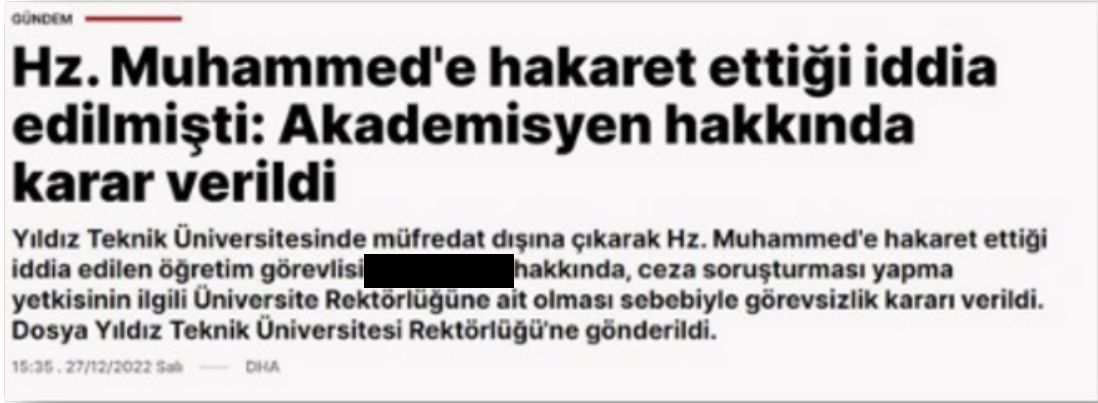 GÜNDEM
Hz. Muhammed'e hakaret ettiği iddia
edilmişti: Akademisyen hakkında
karar verildi
Yıldız Teknik Üniversitesinde müfredat dışına çıkarak Hz. Muhammed'e hakaret ettiği
iddia edilen öğretim görevlisi hakkında, ceza soruşturması yapma
yetkisinin ilgili Üniversite Rektörlüğüne ait olması sebebiyle görevsizlik kararı verildi.
Dosya Yıldız Teknik Üniversitesi Rektörlüğü'ne gönderildi.
15:35 . 27/12/2022 Salı — DHA